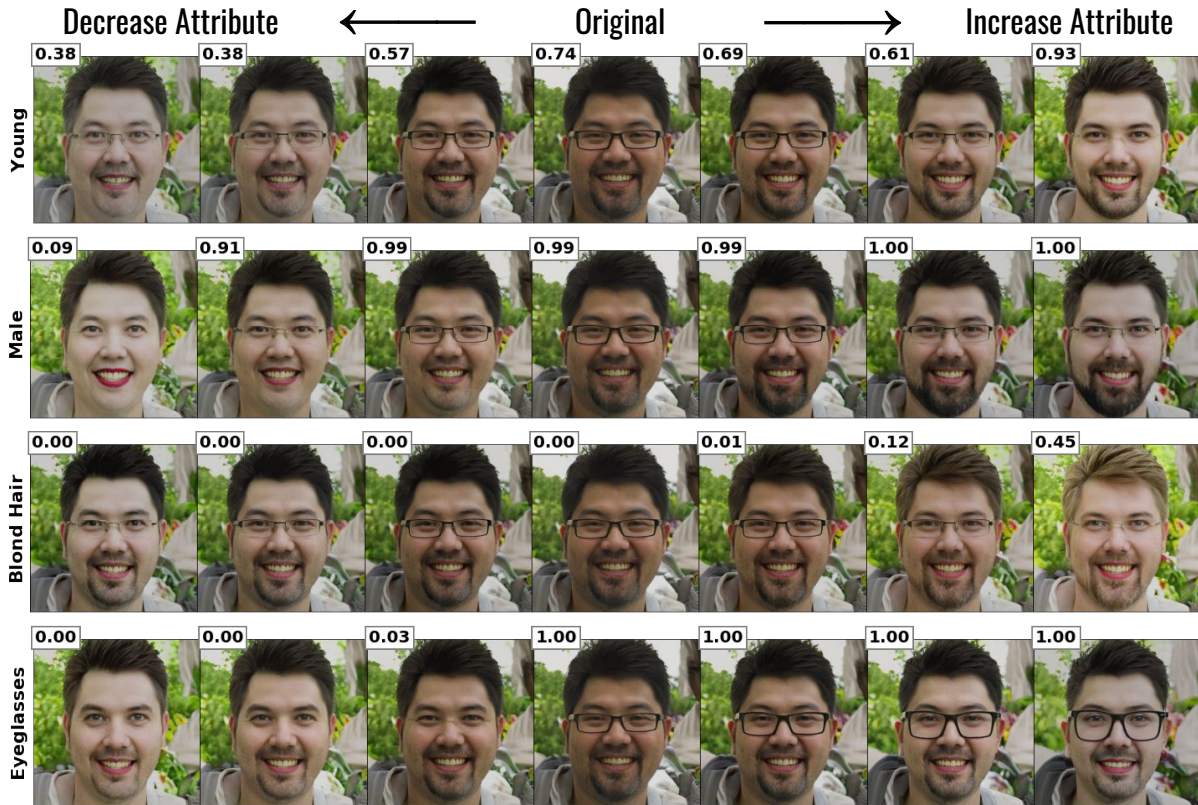 Decrease Attribute ← Original → Increase Attribute
Young
0.38 0.38 0.57 0.74 0.69 0.61 0.93
Male
0.09 0.91 0.99 0.99 0.99 1.00 1.00
Blond Hair
0.00 0.00 0.00 0.00 0.01 0.12 0.45
Eyeglasses
0.00 0.00 0.03 1.00 1.00 1.00 1.00